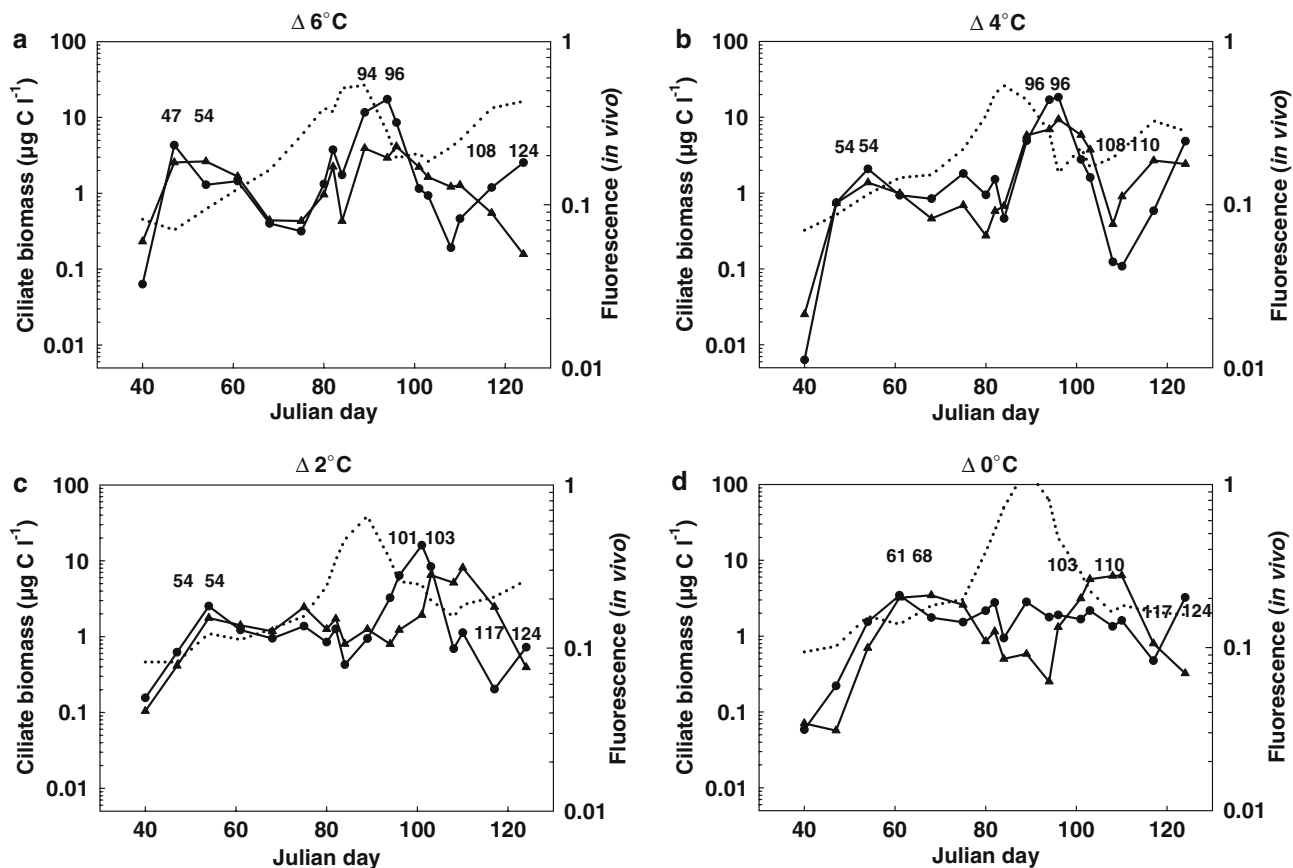 a
Δ 6°C
100
10
1
0.1
0.01
Ciliate biomass (µg C l⁻¹)
1
0.1
0.01
Fluorescence (in vivo)
47 54
94 96
108 124
40 60 80 100 120
Julian day
b
Δ 4°C
100
10
1
0.1
0.01
Ciliate biomass (µg C l⁻¹)
1
0.1
0.01
Fluorescence (in vivo)
54 54
96 96
108 110
40 60 80 100 120
Julian day
c
Δ 2°C
100
10
1
0.1
0.01
Ciliate biomass (µg C l⁻¹)
1
0.1
0.01
Fluorescence (in vivo)
54 54
101 103
117 124
40 60 80 100 120
Julian day
d
Δ 0°C
100
10
1
0.1
0.01
Ciliate biomass (µg C l⁻¹)
1
0.1
0.01
Fluorescence (in vivo)
61 68
103 110
117 124
40 60 80 100 120
Julian day